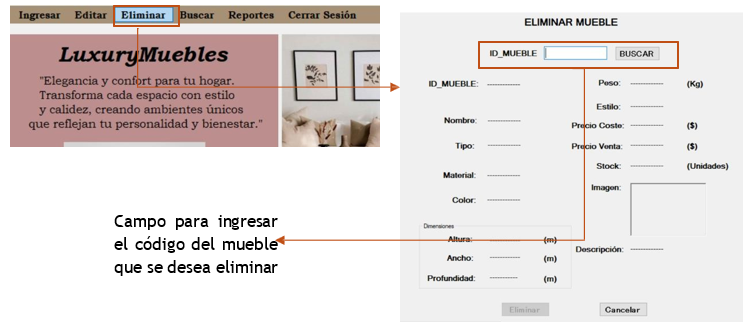 Ingresar Editar Eliminar Buscar Reportes Cerrar Sesión
LuxuryMuebles
"Elegancia y confort para tu hogar.
Transforma cada espacio con estilo
y calidez, creando ambientes únicos
que reflejan tu personalidad y bienestar."
Campo para ingresar
el código del mueble
que se desea eliminar
ELIMINAR MUEBLE
ID_MUEBLE BUSCAR
ID_MUEBLE: ------------
Nombre: ------------
Tipo: ------------
Material: ------------
Color: ------------
Dimensiones
Altura: ------------ (m)
Ancho: ------------ (m)
Profundidad: ------------ (m)
Peso: ------------ (Kg)
Estilo: ------------
Precio Coste: ------------ ($)
Precio Venta: ------------ ($)
Stock: ------------ (Unidades)
Imagen:
Descripción: ------------
Eliminar Cancelar